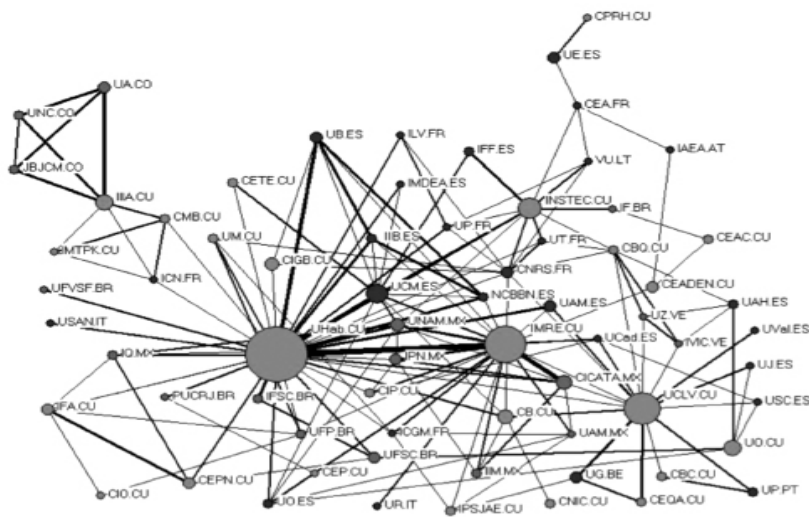 CPRH.CU
UE.ES
UA.CO
CEA.FR
UNC.CO
UB.ES
ILV.FR
IFF.ES
IAEA.AT
VU.LT
JBJCM.CO
CETE.CU
IMDEA.ES
IIIA.CU
INSTEC.CU
JF.BR
CMB.CU
UP.FR
UM.CU
IIB.ES
UT.FR
CBQ.CU
CEAC.CU
MTPK.CU
CIGB.CU
CNRS.FR
ICN.FR
CEADEN.CU
UFVSF.BR
UCM.ES
NCBBN.ES
UAM.ES
UAH.ES
USAN.IT
UHab.CU
UNAM.MX
IMRE.CU
UCad.ES
UZ.VE
UVal.ES
IVIC.VE
IQ.MX
IPN.MX
UJ.ES
CICATA.MX
PUCRJ.BR
IFSC.BR
CIP.CU
UCLV.CU
USC.ES
CFA.CU
CB.CU
UFP.BR
ICGM.FR
UAM.MX
UFSC.BR
UO.CU
CEPN.CU
CEP.CU
IIM.MX
UG.BE
CBC.CU
CIO.CU
UO.ES
UR.IT
IPSJAE.CU
CNIC.CU
CEQA.CU
UP.PT